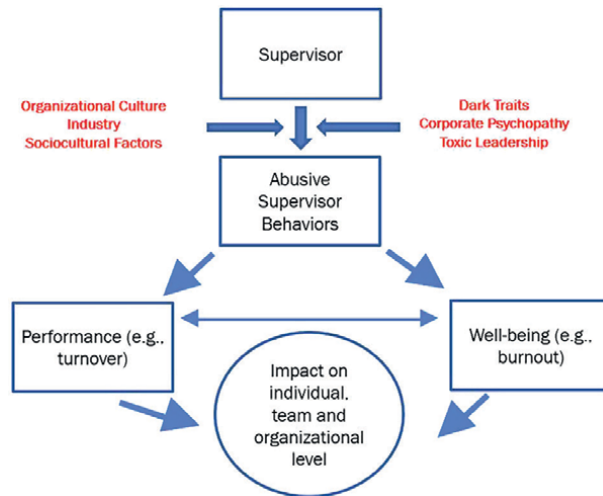 Supervisor
Organizational Culture
Industry
Sociocultural Factors
Dark Traits
Corporate Psychopathy
Toxic Leadership
Abusive
Supervisor
Behaviors
Performance (e.g.,
turnover)
Well-being (e.g.,
burnout)
Impact on
individual,
team and
organizational
level